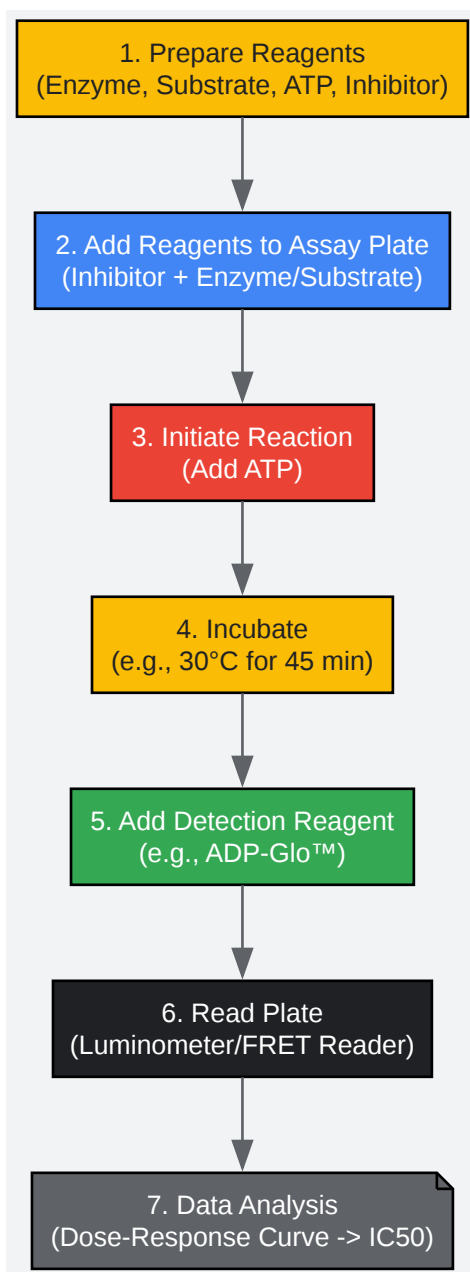 1. Prepare Reagents
(Enzyme, Substrate, ATP, Inhibitor)
2. Add Reagents to Assay Plate
(Inhibitor + Enzyme/Substrate)
3. Initiate Reaction
(Add ATP)
4. Incubate
(e.g., 30°C for 45 min)
5. Add Detection Reagent
(e.g., ADP-Glo™)
6. Read Plate
(Luminometer/FRET Reader)
7. Data Analysis
(Dose-Response Curve -> IC50)